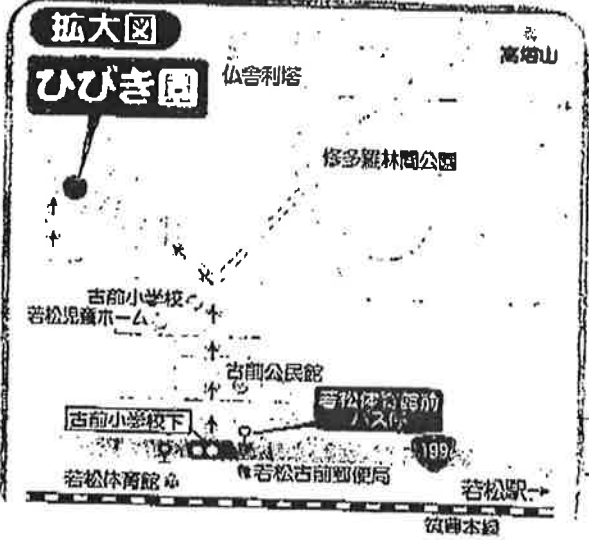 拡大図
ひびき園
仏舎利塔
高塔山
修多羅林間公園
古前小学校
若松児童ホーム
古前公民館
若松体育館前
バス停
古前小学校下
199
若松体育館
若松古前郵便局
若松駅→
筑豊本線